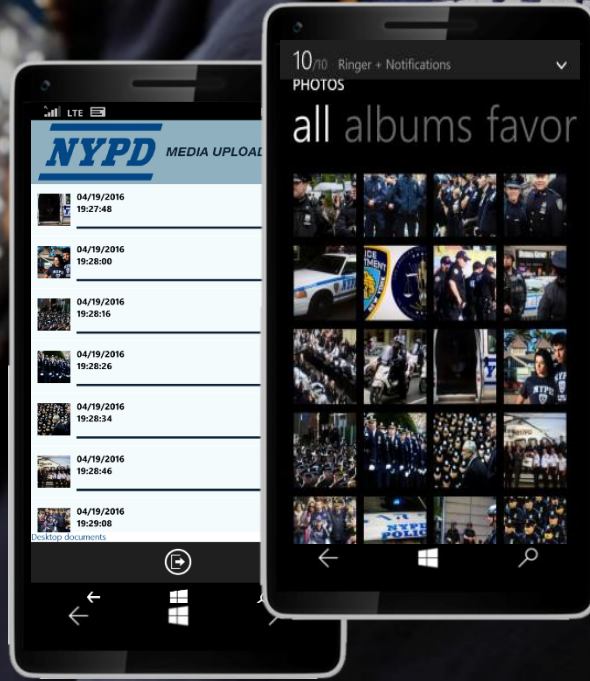 LTE
NYPD MEDIA UPLOAD
04/19/2016
19:27:48
04/19/2016
19:28:00
04/19/2016
19:28:16
04/19/2016
19:28:26
04/19/2016
19:28:34
04/19/2016
19:28:46
04/19/2016
19:29:08
Desktop documents
10/10 Ringer + Notifications
PHOTOS
all albums favor
NYPD
POLIC